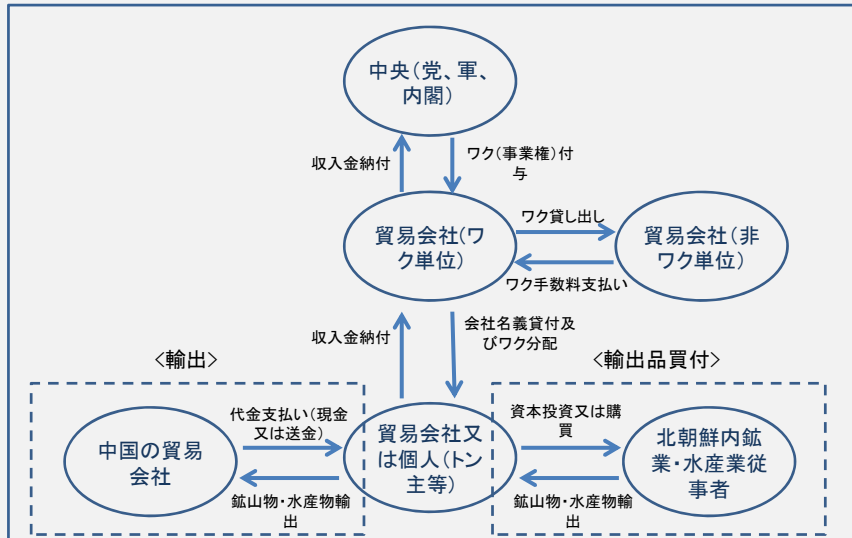 中央(党、軍、
内閣)
収入金納付
ワク(事業権)付
与
貿易会社(ワ
ク単位)
ワク貸し出し
ワク手数料支払い
貿易会社(非
ワク単位)
収入金納付
会社名義貸付及
びワク分配
<輸出>
<輸出品買付>
中国の貿易
会社
代金支払い(現金
又は送金)
鉱山物・水産物輸
出
貿易会社又
は個人(トン
主等)
資本投資又は購
買
鉱山物・水産物輸
出
北朝鮮内鉱
業・水産業従
事者